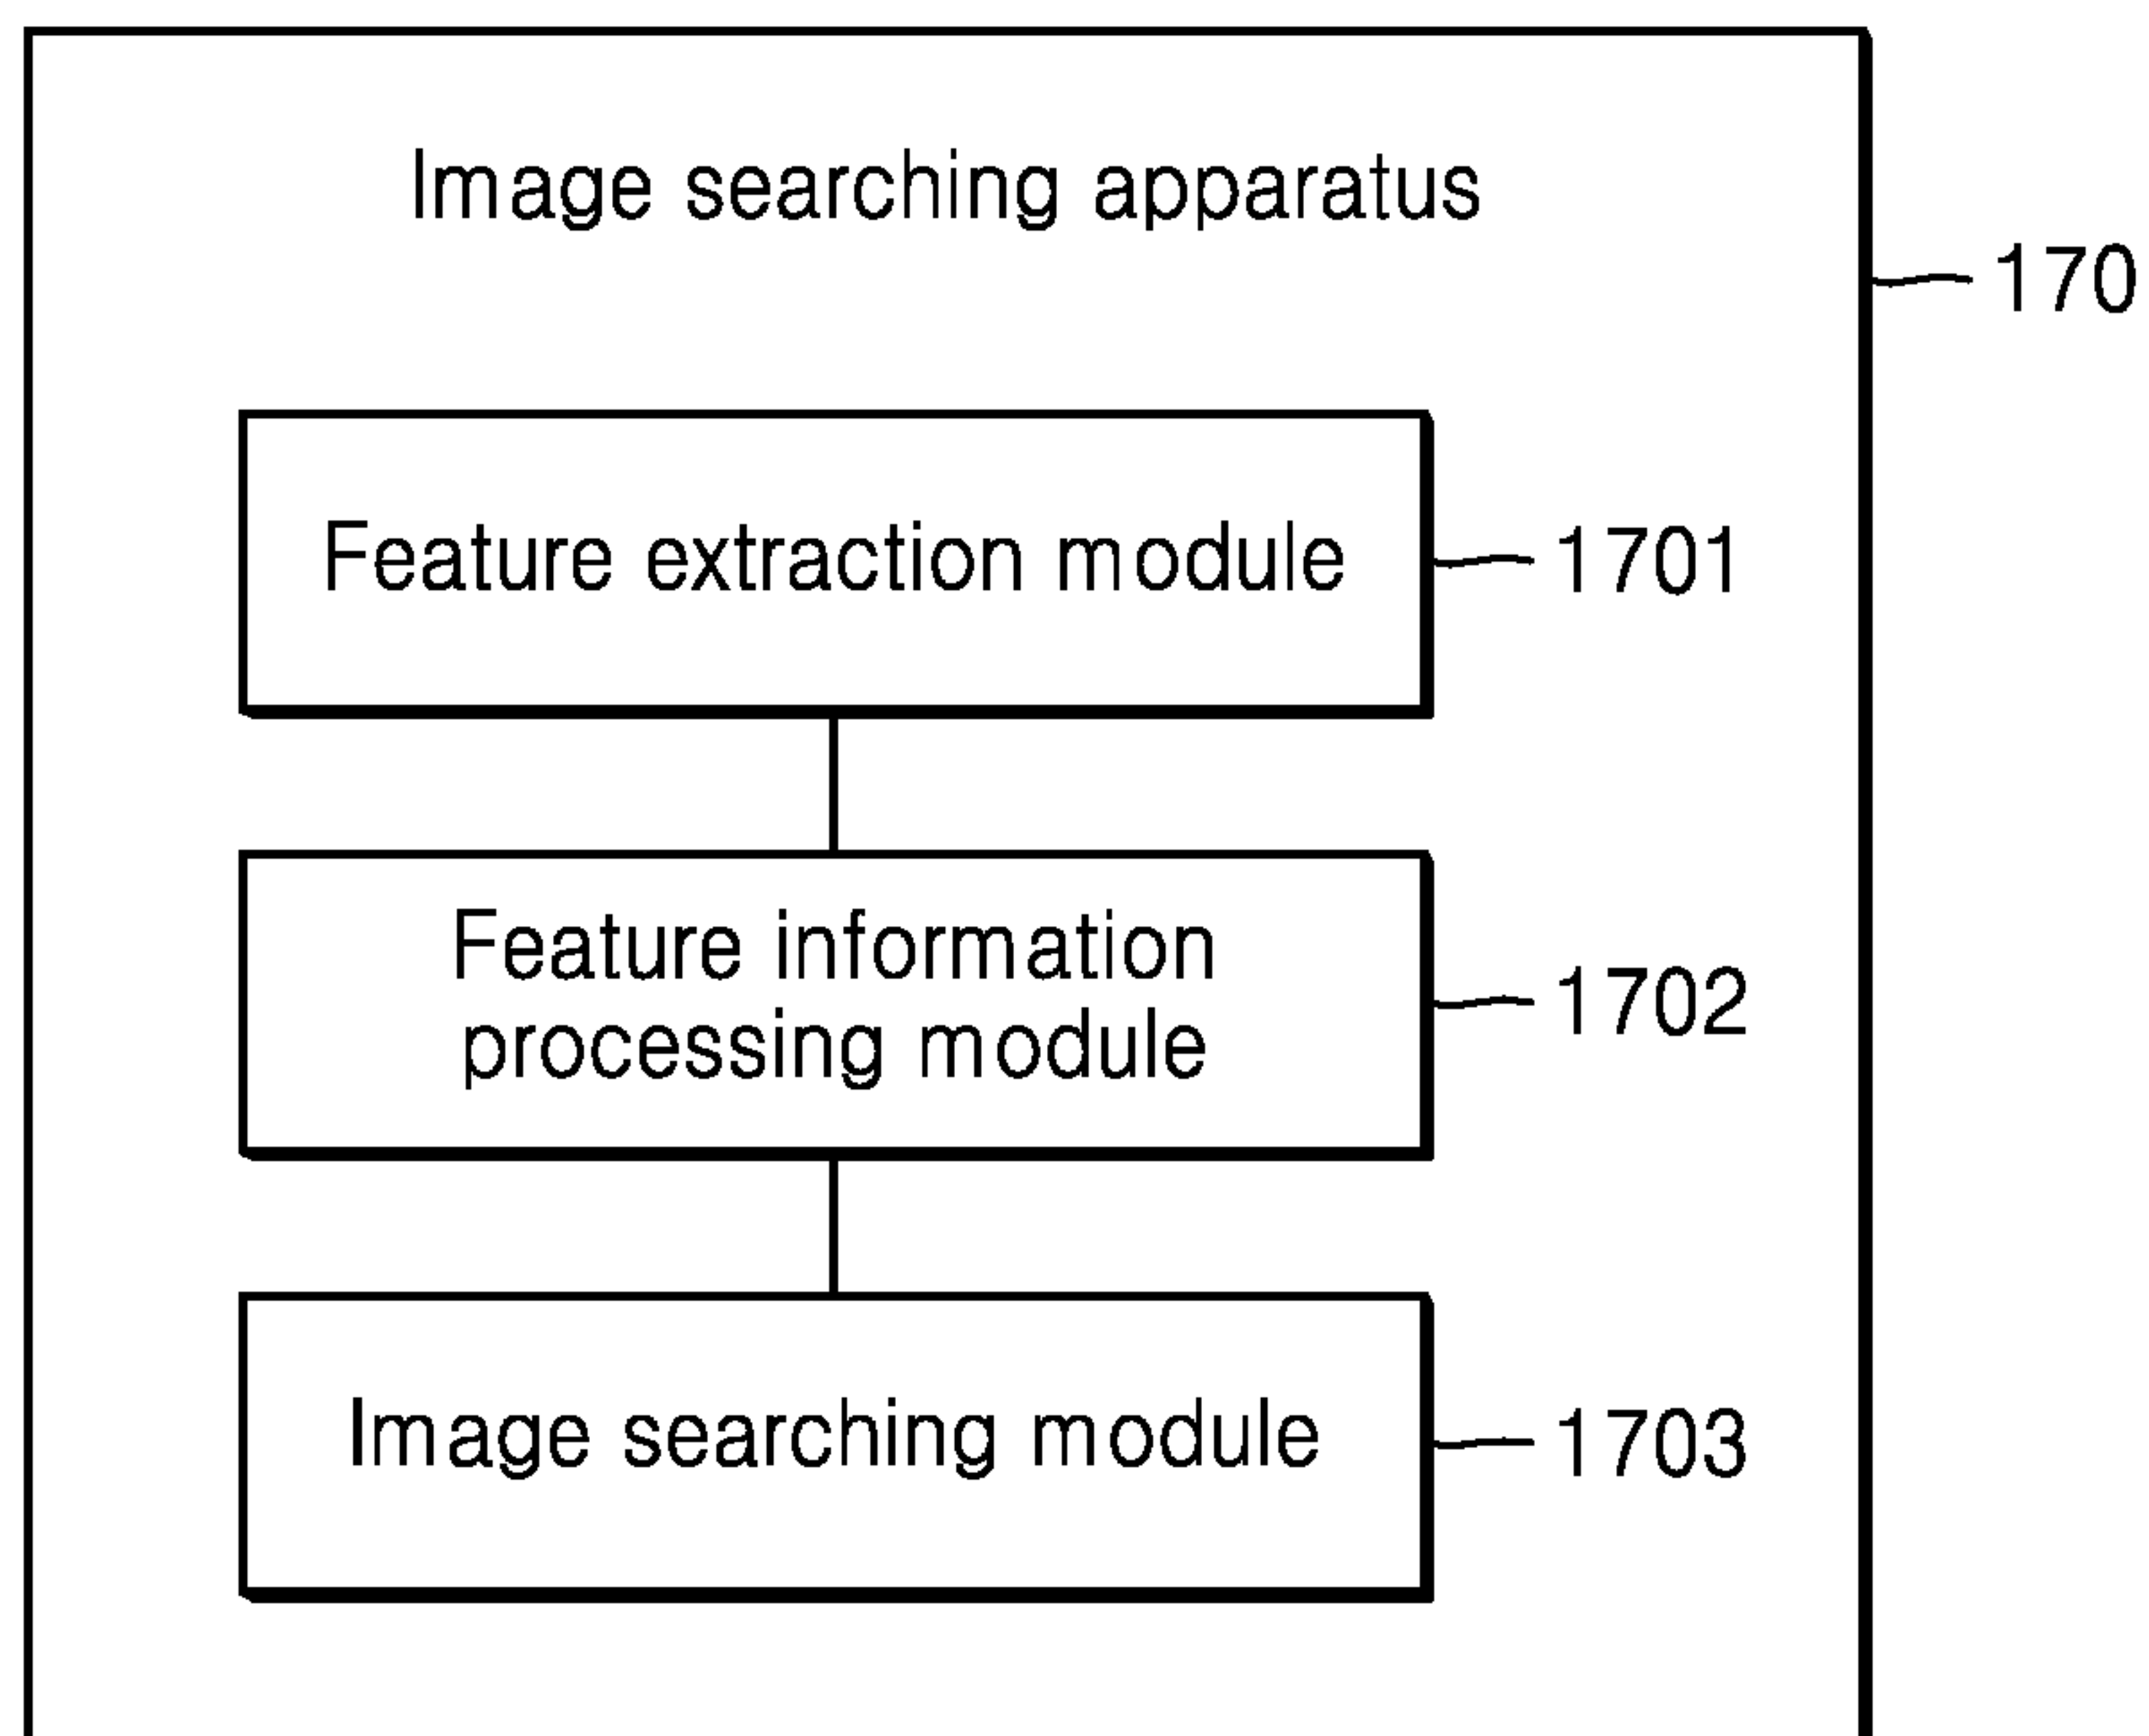 Image searching apparatus
170
Feature extraction module
1701
Feature information
processing module
1702
Image searching module
1703